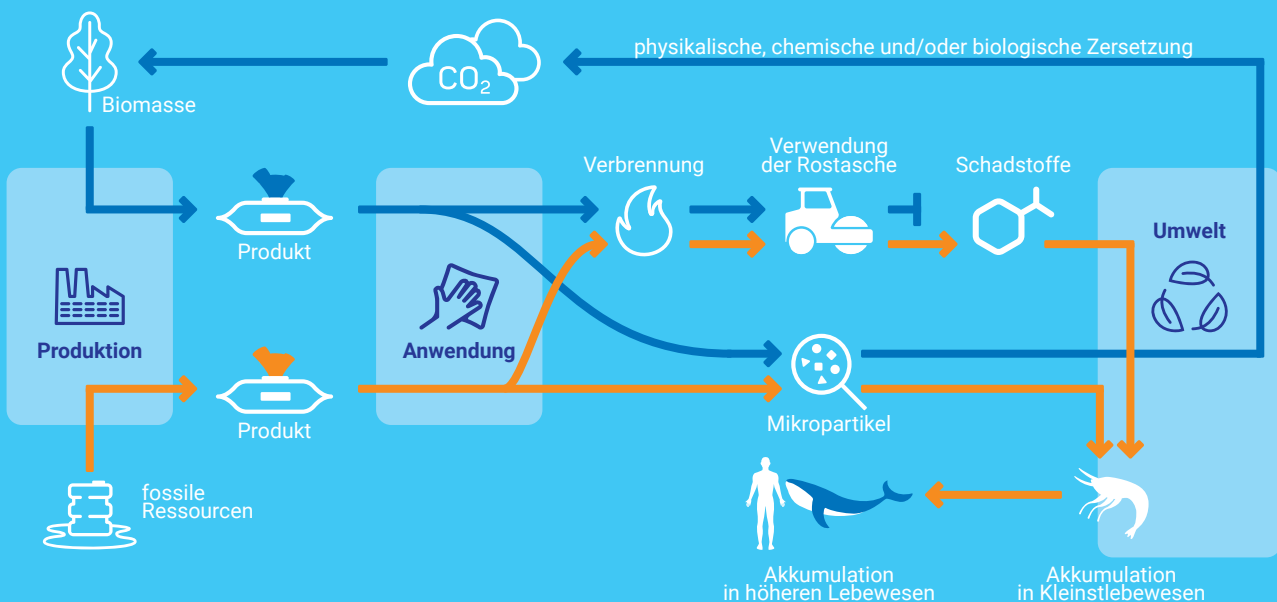 physikalische, chemische und/oder biologische Zersetzung
CO₂
Biomasse
Verbrennung
Verwendung
der Rostasche
Schadstoffe
Umwelt
Produkt
Produktion
Anwendung
Produkt
Mikropartikel
fossile
Ressourcen
Akkumulation
in höheren Lebewesen
Akkumulation
in Kleinstlebewesen